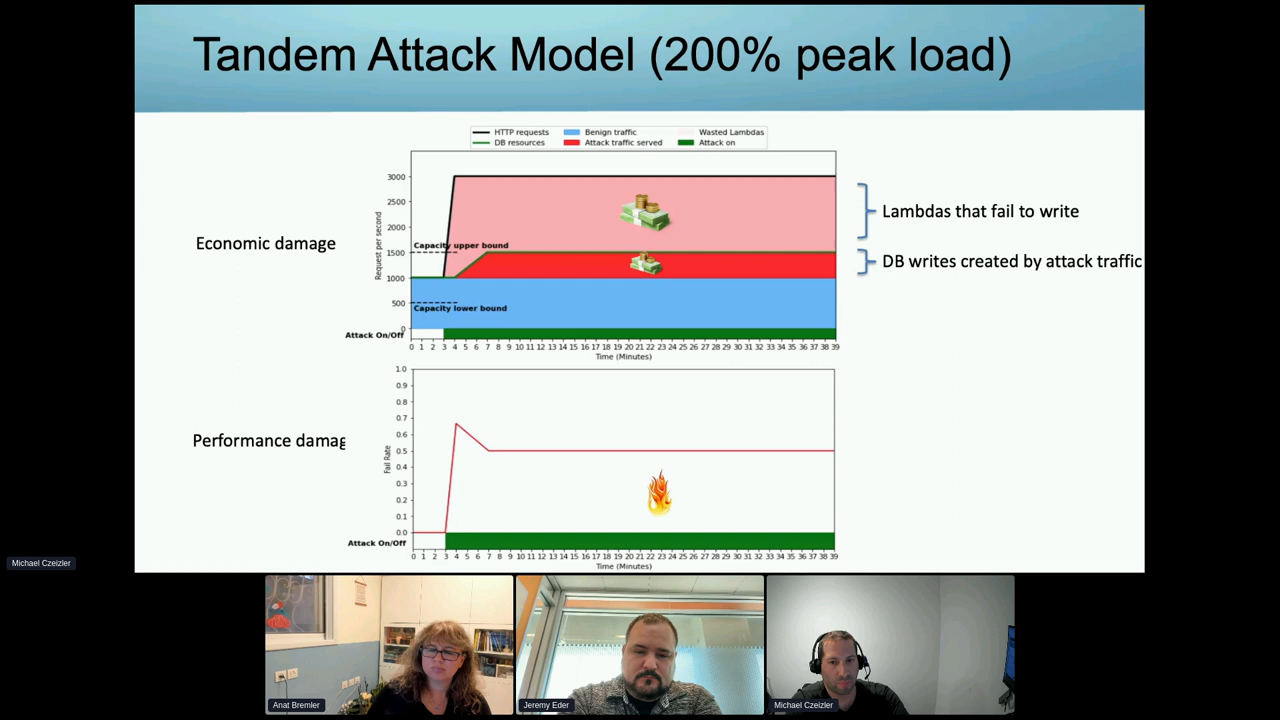 Tandem Attack Model (200% peak load)
HTTP requests
DB resources
Benign traffic
Attack traffic served
Wasted Lambdas
Attack on
Economic damage
Request per second
3000
2500
2000
1500
1000
500
0
Capacity upper bound
Capacity lower bound
Attack On/Off
0 1 2 3 4 5 6 7 8 9 10 11 12 13 14 15 16 17 18 19 20 21 22 23 24 25 26 27 28 29 30 31 32 33 34 35 36 37 38 39
Time (Minutes)
Lambdas that fail to write
DB writes created by attack traffic
Performance damag
Fail Rate
1.0
0.9
0.8
0.7
0.6
0.5
0.4
0.3
0.2
0.1
0.0
Attack On/Off
0 1 2 3 4 5 6 7 8 9 10 11 12 13 14 15 16 17 18 19 20 21 22 23 24 25 26 27 28 29 30 31 32 33 34 35 36 37 38 39
Time (Minutes)
Michael Czeizler
Anat Bremler
Jeremy Eder
Michael Czeizler